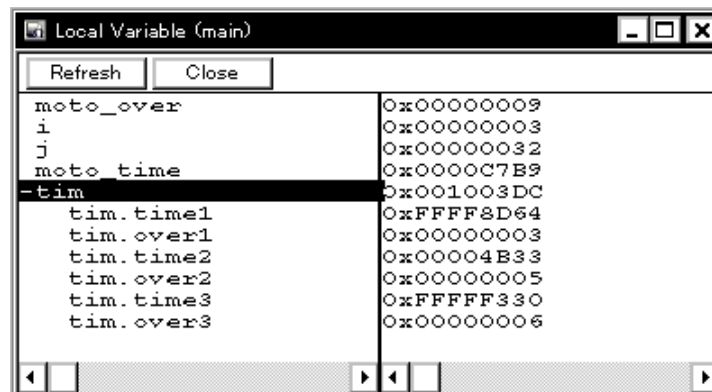 Local Variable (main)
Refresh Close
moto_over 0x00000009
i 0x00000003
j 0x00000032
moto_time 0x0000C7B9
-tim 0x001003DC
tim.time1 0xFFFF8D64
tim.over1 0x00000003
tim.time2 0x00004B33
tim.over2 0x00000005
tim.time3 0xFFFFF330
tim.over3 0x00000006